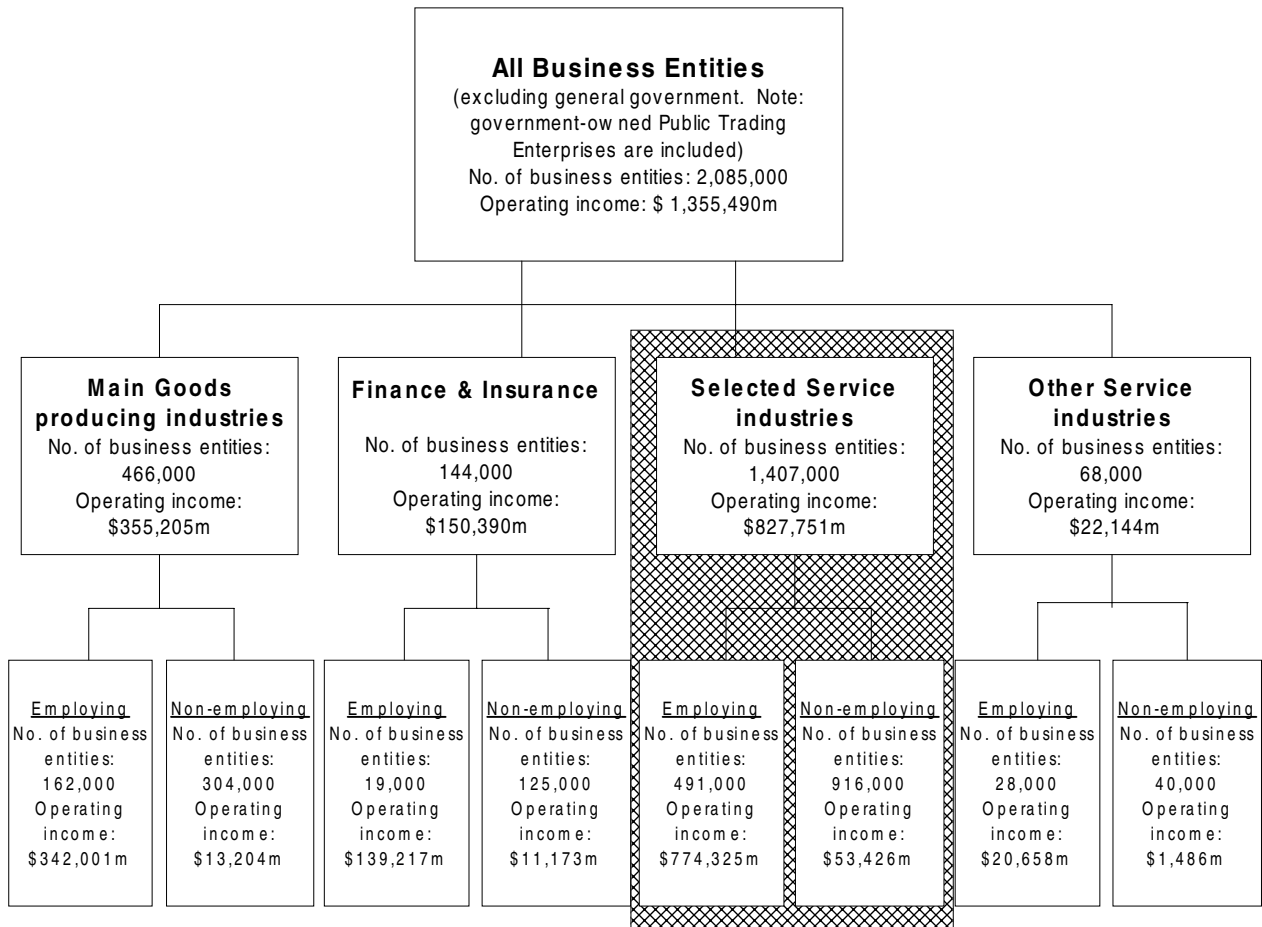 All Business Entities
(excluding general government. Note:
government-ow ned Public Trading
Enterprises are included)
No. of business entities: 2,085,000
Operating income: $ 1,355,490m
Main Goods
producing industries
No. of business entities:
466,000
Operating income:
$355,205m
Finance & Insurance
No. of business entities:
144,000
Operating income:
$150,390m
Selected Service
industries
No. of business entities:
1,407,000
Operating income:
$827,751m
Other Service
industries
No. of business entities:
68,000
Operating income:
$22,144m
Employing
No. of business
entities:
162,000
Operating
income:
$342,001m
Non-employing
No. of business
entities:
304,000
Operating
income:
$13,204m
Employing
No. of business
entities:
19,000
Operating
income:
$139,217m
Non-employing
No. of business
entities:
125,000
Operating
income:
$11,173m
Employing
No. of business
entities:
491,000
Operating
income:
$774,325m
Non-employing
No. of business
entities:
916,000
Operating
income:
$53,426m
Employing
No. of business
entities:
28,000
Operating
income:
$20,658m
Non-employing
No. of business
entities:
40,000
Operating
income:
$1,486m